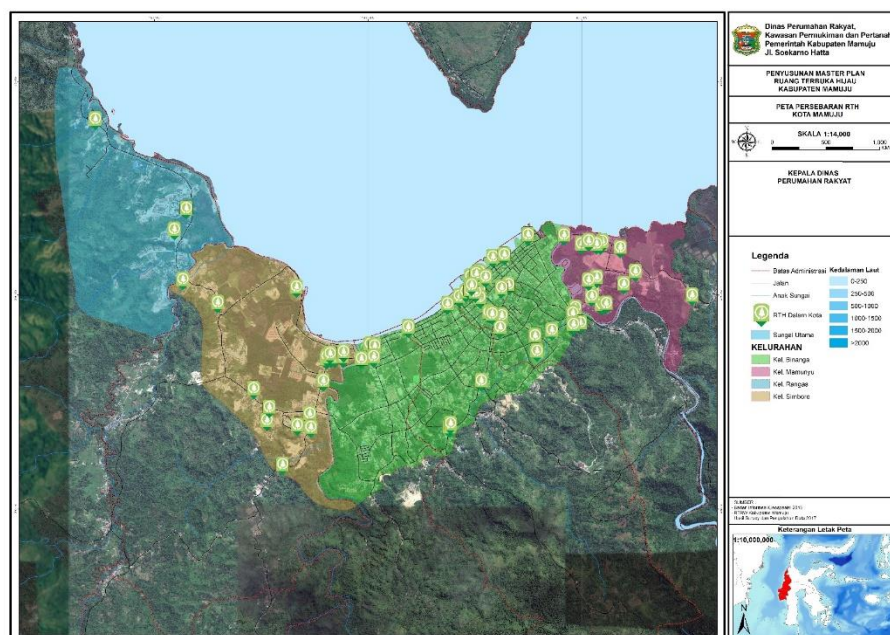 Dinas Perumahan Rakyat,
Kawasan Permukiman dan Pertanah
Pemerintah Kabupaten Mamuju
Jl. Soekarno Hatta
PENYUSUNAN MASTER PLAN
RUANG TERBUKA HIJAU
KABUPATEN MAMUJU
PETA PERSEBARAN RTH
KOTA MAMUJU
SKALA 1:14,000
0 500 1,000
KEPALA DINAS
PERUMAHAN RAKYAT
Legenda
Batas Administrasi
Jalan
Anak Sungai
RTH Dalam Kota
Sungai Utama
KELURAHAN
Kel. Binanga
Kel. Mamunyu
Kel. Rangas
Kel. Simboro
Kedalaman Laut
0-250
250-500
500-1000
1000-1500
1500-2000
>2000
SUMBER
Keterangan Letak Peta
1:10,000,000
N